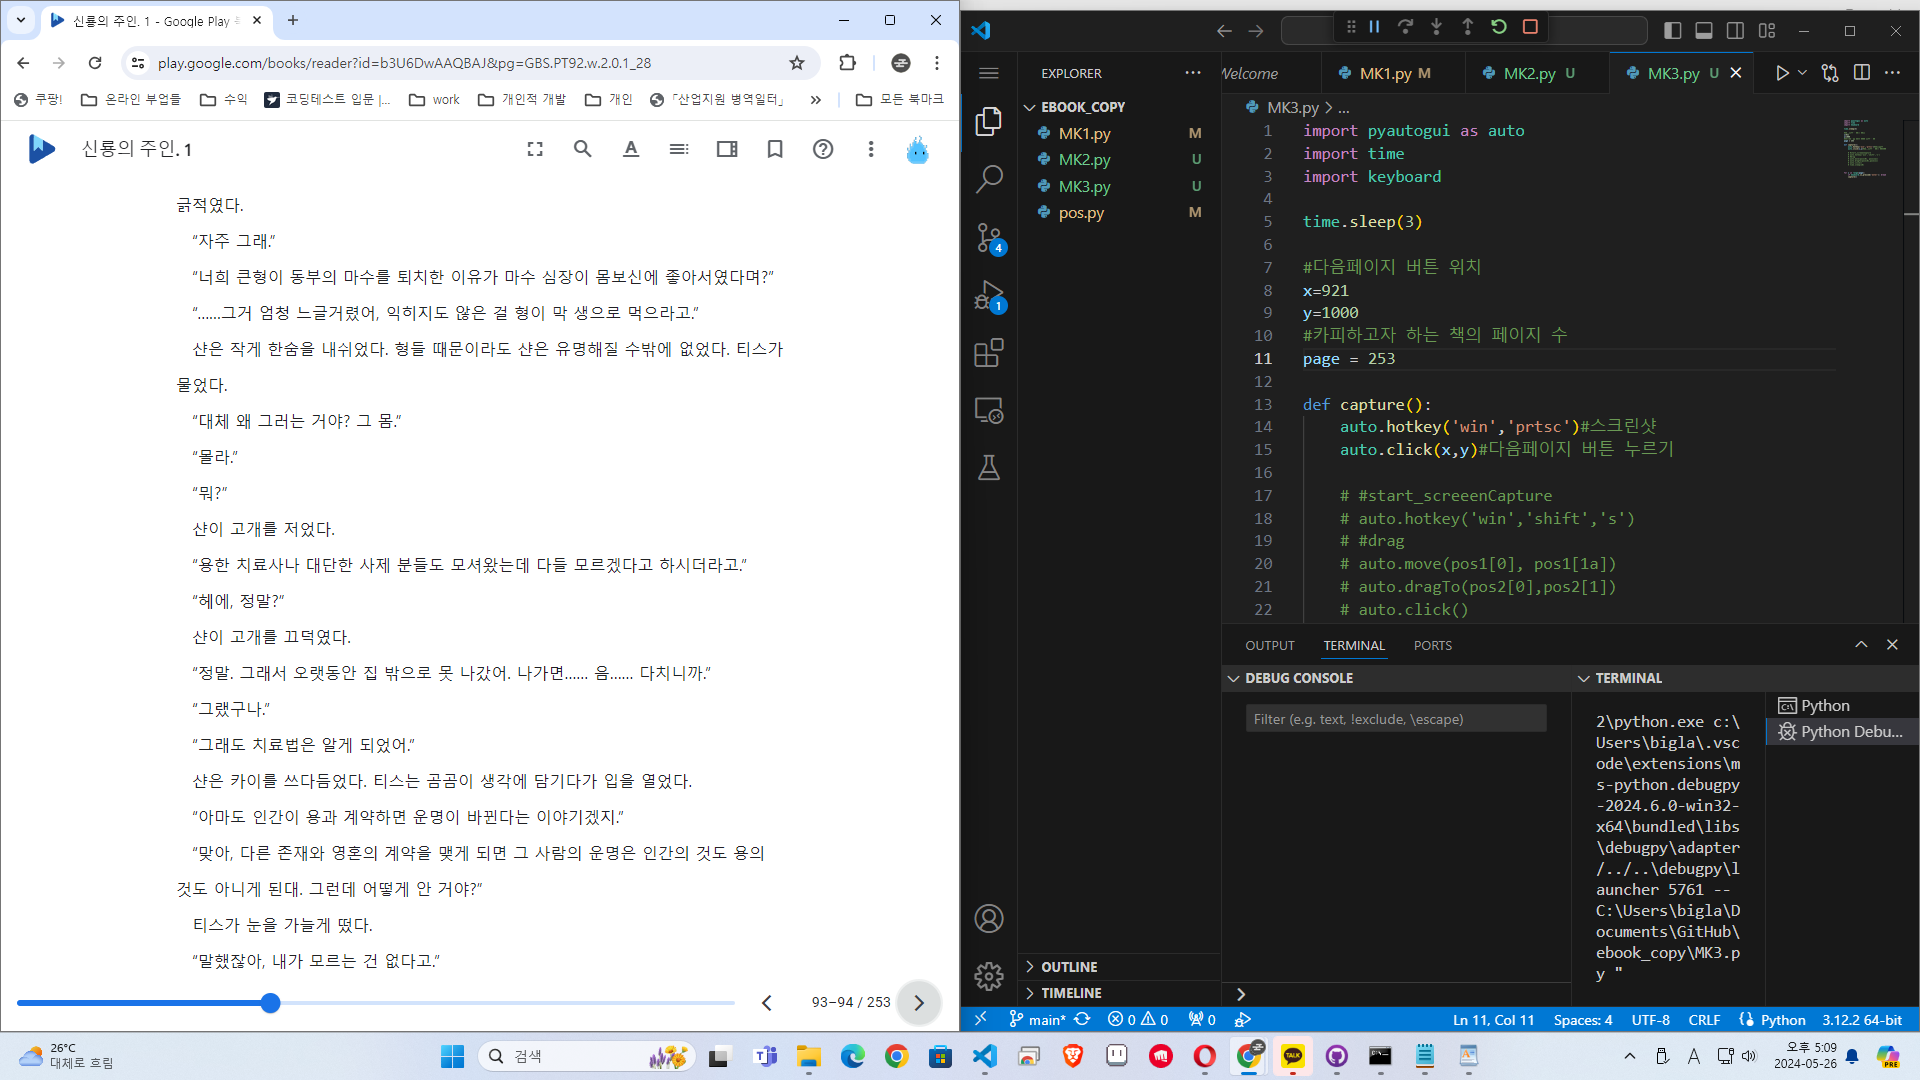 신룡의 주인. 1 - Google Play
play.google.com/books/reader?id=b3U6DwAAQBAJ&pg=GBS.PT92.w.2.0.1_28
쿠팡!
온라인 부업들
수익
코딩테스트 입문 |...
work
개인적 개발
개인
「산업지원 병역일터」
»
모든 북마크
신룡의 주인. 1
긁적였다.
“자주 그래.”
“너희 큰형이 동부의 마수를 퇴치한 이유가 마수 심장이 몸보신에 좋아서였다며?”
“……그거 엄청 느글거렸어, 익히지도 않은 걸 형이 막 생으로 먹으라고.”
샨은 작게 한숨을 내쉬었다. 형들 때문이라도 샨은 유명해질 수밖에 없었다. 티스가
물었다.
“대체 왜 그러는 거야? 그 몸.”
“몰라.”
“뭐?”
샨이 고개를 저었다.
“용한 치료사나 대단한 사제 분들도 모셔왔는데 다들 모르겠다고 하시더라고.”
“헤에, 정말?”
샨이 고개를 끄덕였다.
“정말. 그래서 오랫동안 집 밖으로 못 나갔어. 나가면…… 음…… 다치니까.”
“그랬구나.”
“그래도 치료법은 알게 되었어.”
샨은 카이를 쓰다듬었다. 티스는 곰곰이 생각에 담기다가 입을 열었다.
“아마도 인간이 용과 계약하면 운명이 바뀐다는 이야기겠지.”
“맞아, 다른 존재와 영혼의 계약을 맺게 되면 그 사람의 운명은 인간의 것도 용의
것도 아니게 된대. 그런데 어떻게 안 거야?”
티스가 눈을 가늘게 떴다.
“말했잖아, 내가 모르는 건 없다고.”
93–94 / 253
EXPLORER
EBOOK_COPY
MK1.py M
MK2.py U
MK3.py U
pos.py M
4
1
OUTLINE
TIMELINE
Welcome
MK1.py M
MK2.py U
MK3.py U
MK3.py > ...
1 import pyautogui as auto
2 import time
3 import keyboard
4
5 time.sleep(3)
6
7 #다음페이지 버튼 위치
8 x=921
9 y=1000
10 #카피하고자 하는 책의 페이지 수
11 page = 253
12
13 def capture():
14 auto.hotkey('win','prtsc')#스크린샷
15 auto.click(x,y)#다음페이지 버튼 누르기
16
17 # #start_screeenCapture
18 # auto.hotkey('win','shift','s')
19 # #drag
20 # auto.move(pos1[0], pos1[1a])
21 # auto.dragTo(pos2[0],pos2[1])
22 # auto.click()
OUTPUT TERMINAL PORTS
DEBUG CONSOLE
Filter (e.g. text, !exclude, \escape)
TERMINAL
2\python.exe c:\
Users\bigla\.vsc
ode\extensions\m
s-python.debugpy
-2024.6.0-win32-
x64\bundled\libs
\debugpy\adapter
/../..\debugpy\l
auncher 5761 --
C:\Users\bigla\D
ocuments\GitHub\
ebook_copy\MK3.p
y "
Python
Python Debu...
main* 0 0 0
Ln 11, Col 11 Spaces: 4 UTF-8 CRLF Python 3.12.2 64-bit
26°C
대체로 흐림
검색
TALK
A
오후 5:09
2024-05-26
PRE